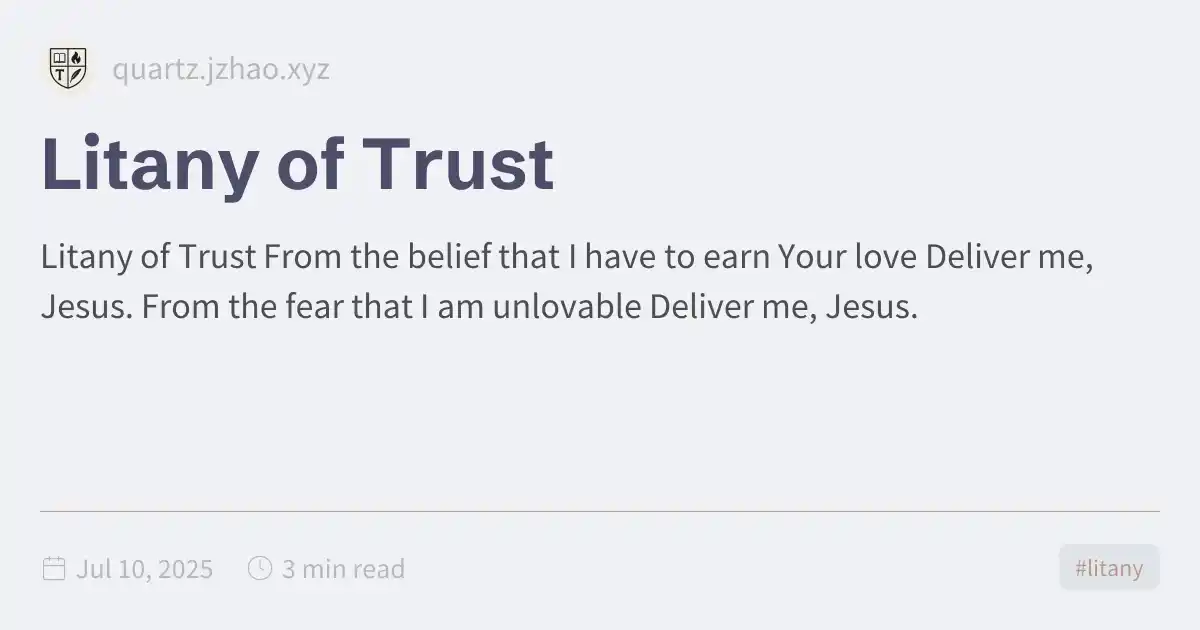 T
quartz.jzhao.xyz
Litany of Trust
Litany of Trust From the belief that I have to earn Your love Deliver me,
Jesus. From the fear that I am unlovable Deliver me, Jesus.
Jul 10, 2025
3 min read
#litany